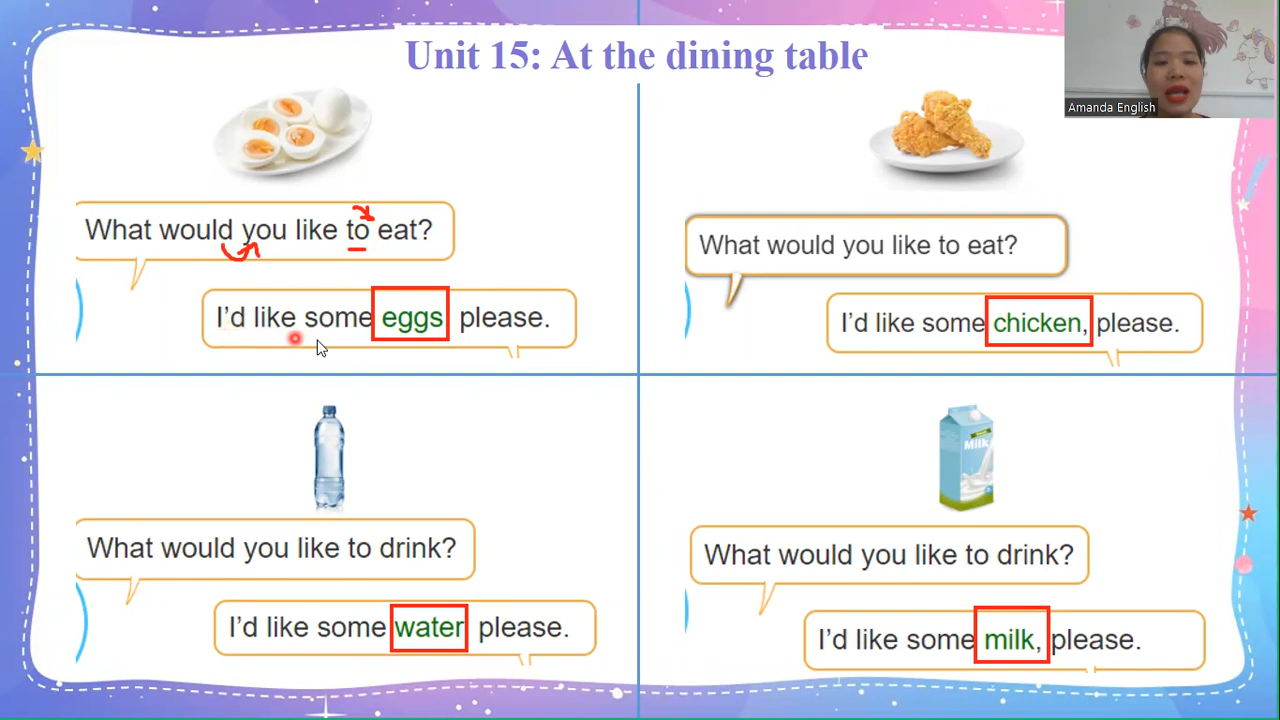 Unit 15: At the dining table
Amanda English
What would you like to eat?
I'd like some eggs please.
What would you like to eat?
I'd like some chicken, please.
What would you like to drink?
I'd like some water please.
Milk
What would you like to drink?
I'd like some milk, please.